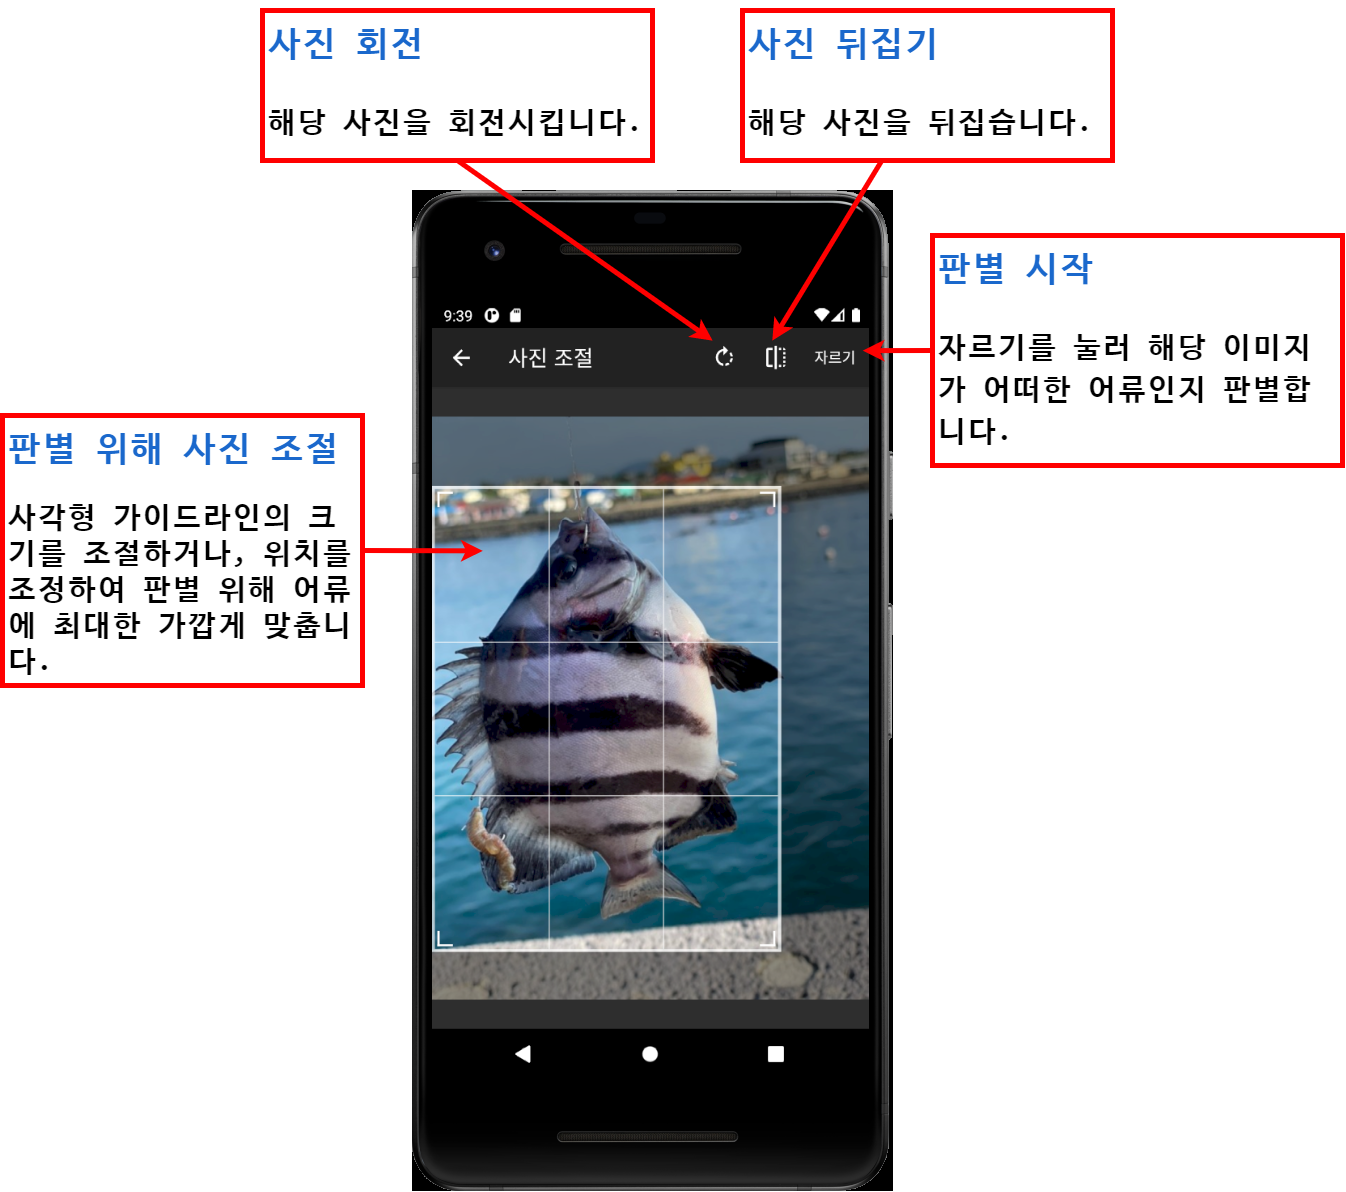 사진 회전
해당 사진을 회전시킵니다.
사진 뒤집기
해당 사진을 뒤집습니다.
판별 시작
자르기를 눌러 해당 이미지
가 어떠한 어류인지 판별합
니다.
9:39
사진 조절
자르기
판별 위해 사진 조절
사각형 가이드라인의 크
기를 조절하거나, 위치를
조정하여 판별 위해 어류
에 최대한 가깝게 맞춥니
다.